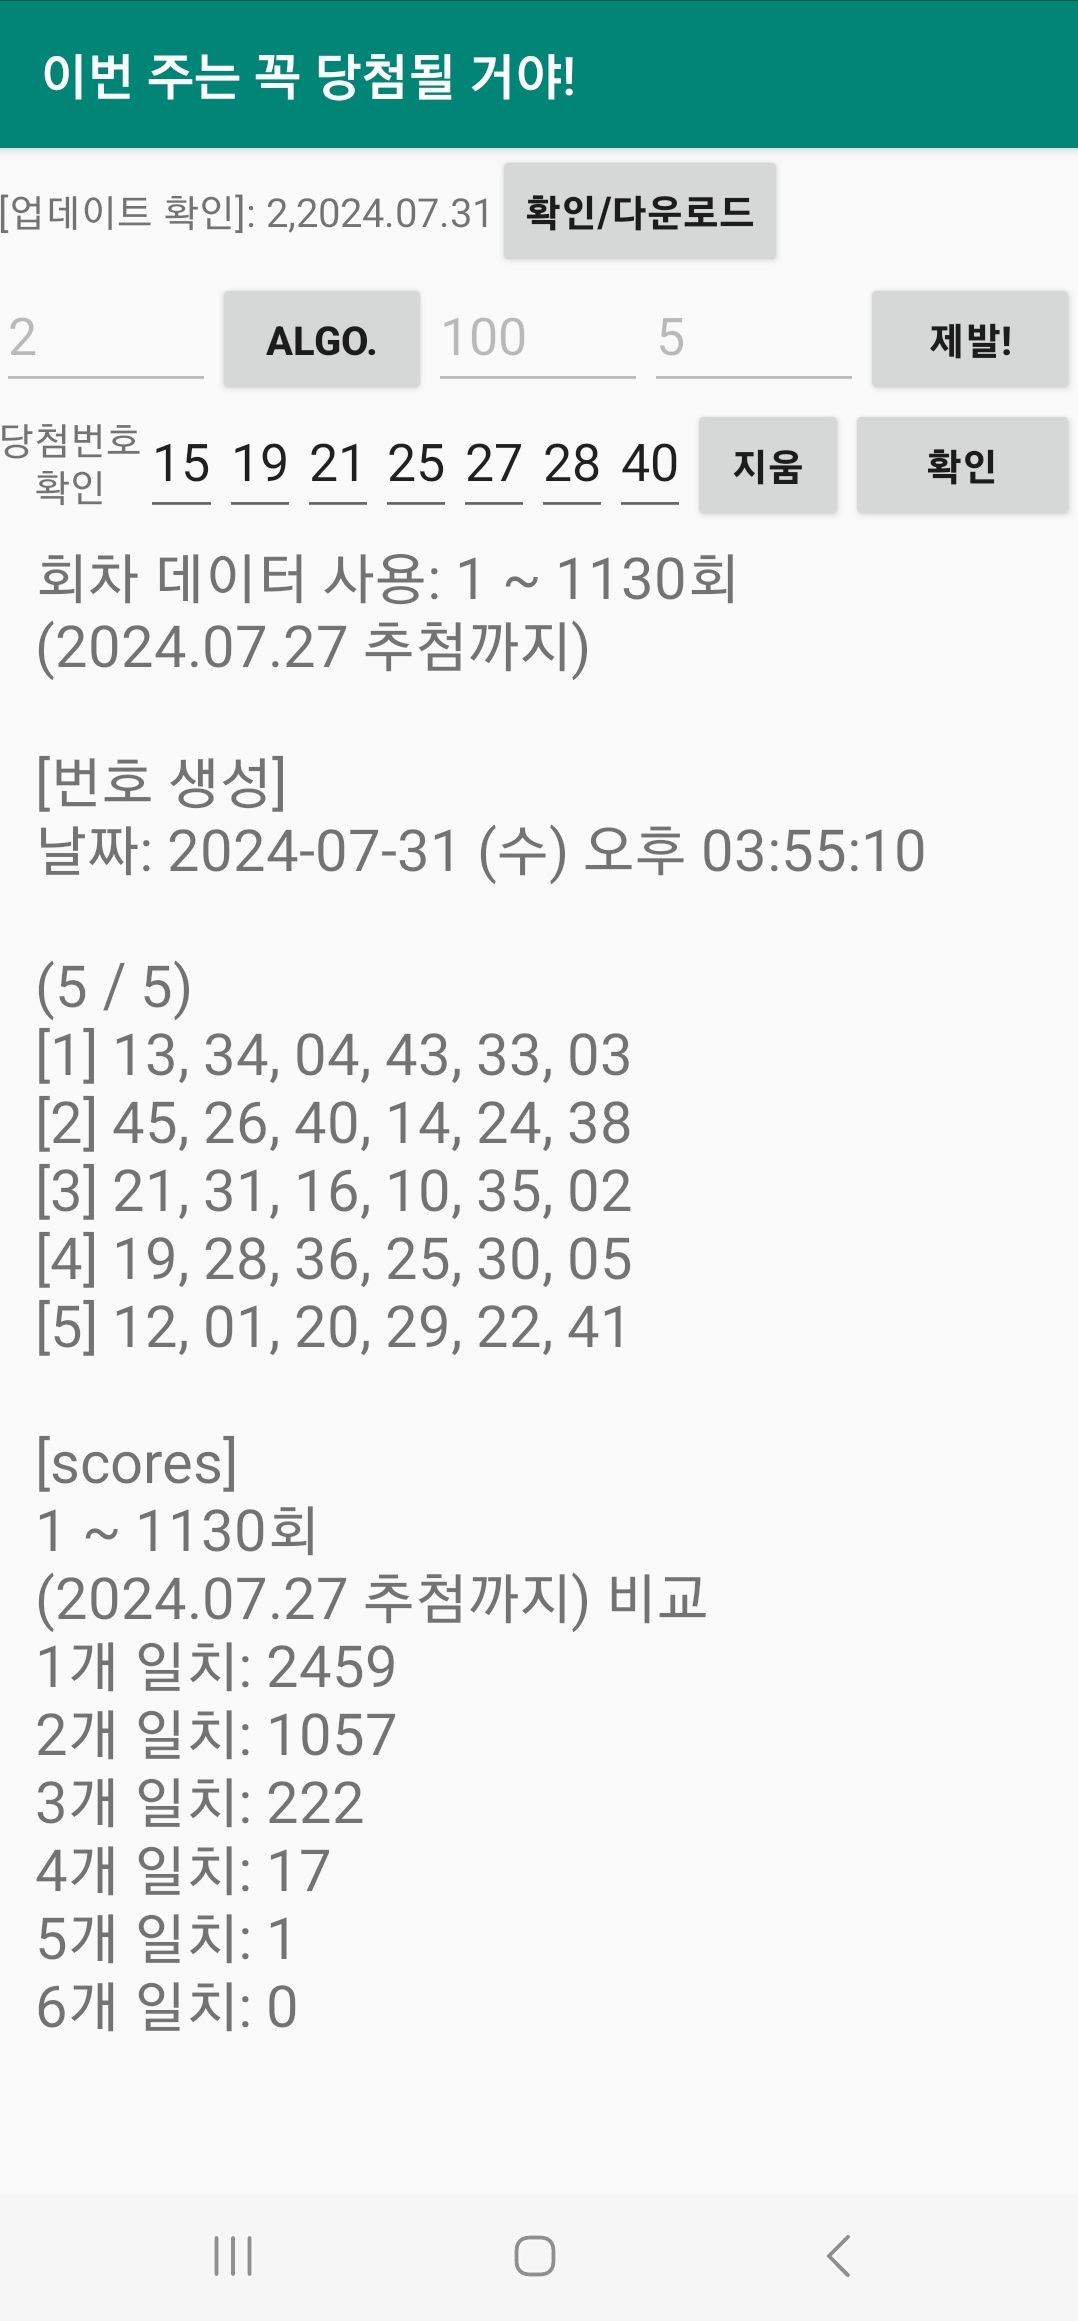 이번 주는 꼭 당첨될 거야!
[업데이트 확인]: 2,2024.07.31 확인/다운로드
2 ALGO. 100 5 제발!
당첨번호 확인 15 19 21 25 27 28 40 지움 확인
회차 데이터 사용: 1 ~ 1130회
(2024.07.27 추첨까지)
[번호 생성]
날짜: 2024-07-31 (수) 오후 03:55:10
(5 / 5)
[1] 13, 34, 04, 43, 33, 03
[2] 45, 26, 40, 14, 24, 38
[3] 21, 31, 16, 10, 35, 02
[4] 19, 28, 36, 25, 30, 05
[5] 12, 01, 20, 29, 22, 41
[scores]
1 ~ 1130회
(2024.07.27 추첨까지) 비교
1개 일치: 2459
2개 일치: 1057
3개 일치: 222
4개 일치: 17
5개 일치: 1
6개 일치: 0